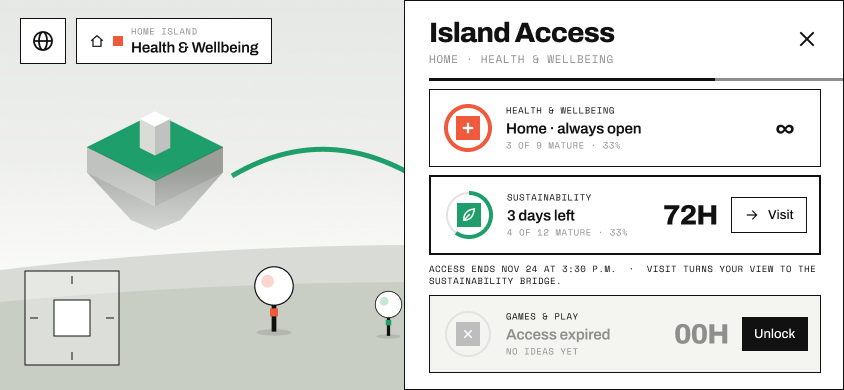 HOME ISLAND
Health & Wellbeing
Island Access
HOME · HEALTH & WELLBEING
HEALTH & WELLBEING
Home · always open
3 OF 9 MATURE · 33%
∞
SUSTAINABILITY
3 days left
4 OF 12 MATURE · 33%
72H
Visit
ACCESS ENDS NOV 24 AT 3:30 P.M. · VISIT TURNS YOUR VIEW TO THE
SUSTAINABILITY BRIDGE.
GAMES & PLAY
Access expired
NO IDEAS YET
00H
Unlock